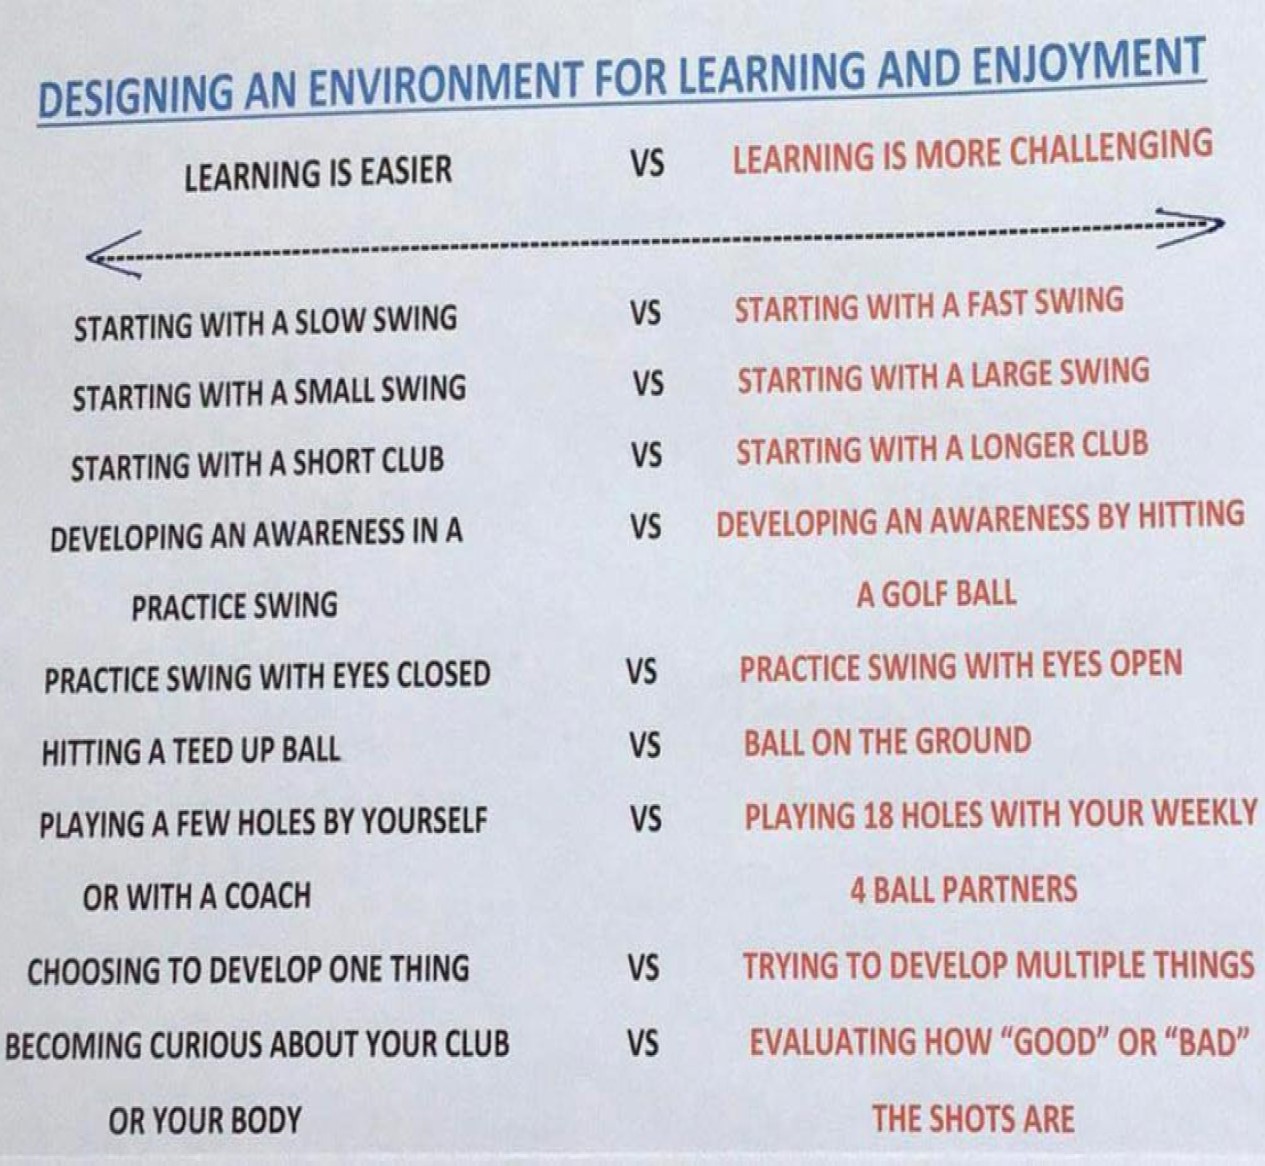 DESIGNING AN ENVIRONMENT FOR LEARNING AND ENJOYMENT
LEARNING IS EASIER VS LEARNING IS MORE CHALLENGING
STARTING WITH A SLOW SWING VS STARTING WITH A FAST SWING
STARTING WITH A SMALL SWING VS STARTING WITH A LARGE SWING
STARTING WITH A SHORT CLUB VS STARTING WITH A LONGER CLUB
DEVELOPING AN AWARENESS IN A VS DEVELOPING AN AWARENESS BY HITTING
PRACTICE SWING A GOLF BALL
PRACTICE SWING WITH EYES CLOSED VS PRACTICE SWING WITH EYES OPEN
HITTING A TEED UP BALL VS BALL ON THE GROUND
PLAYING A FEW HOLES BY YOURSELF VS PLAYING 18 HOLES WITH YOUR WEEKLY
OR WITH A COACH 4 BALL PARTNERS
CHOOSING TO DEVELOP ONE THING VS TRYING TO DEVELOP MULTIPLE THINGS
BECOMING CURIOUS ABOUT YOUR CLUB VS EVALUATING HOW “GOOD” OR “BAD”
OR YOUR BODY THE SHOTS ARE